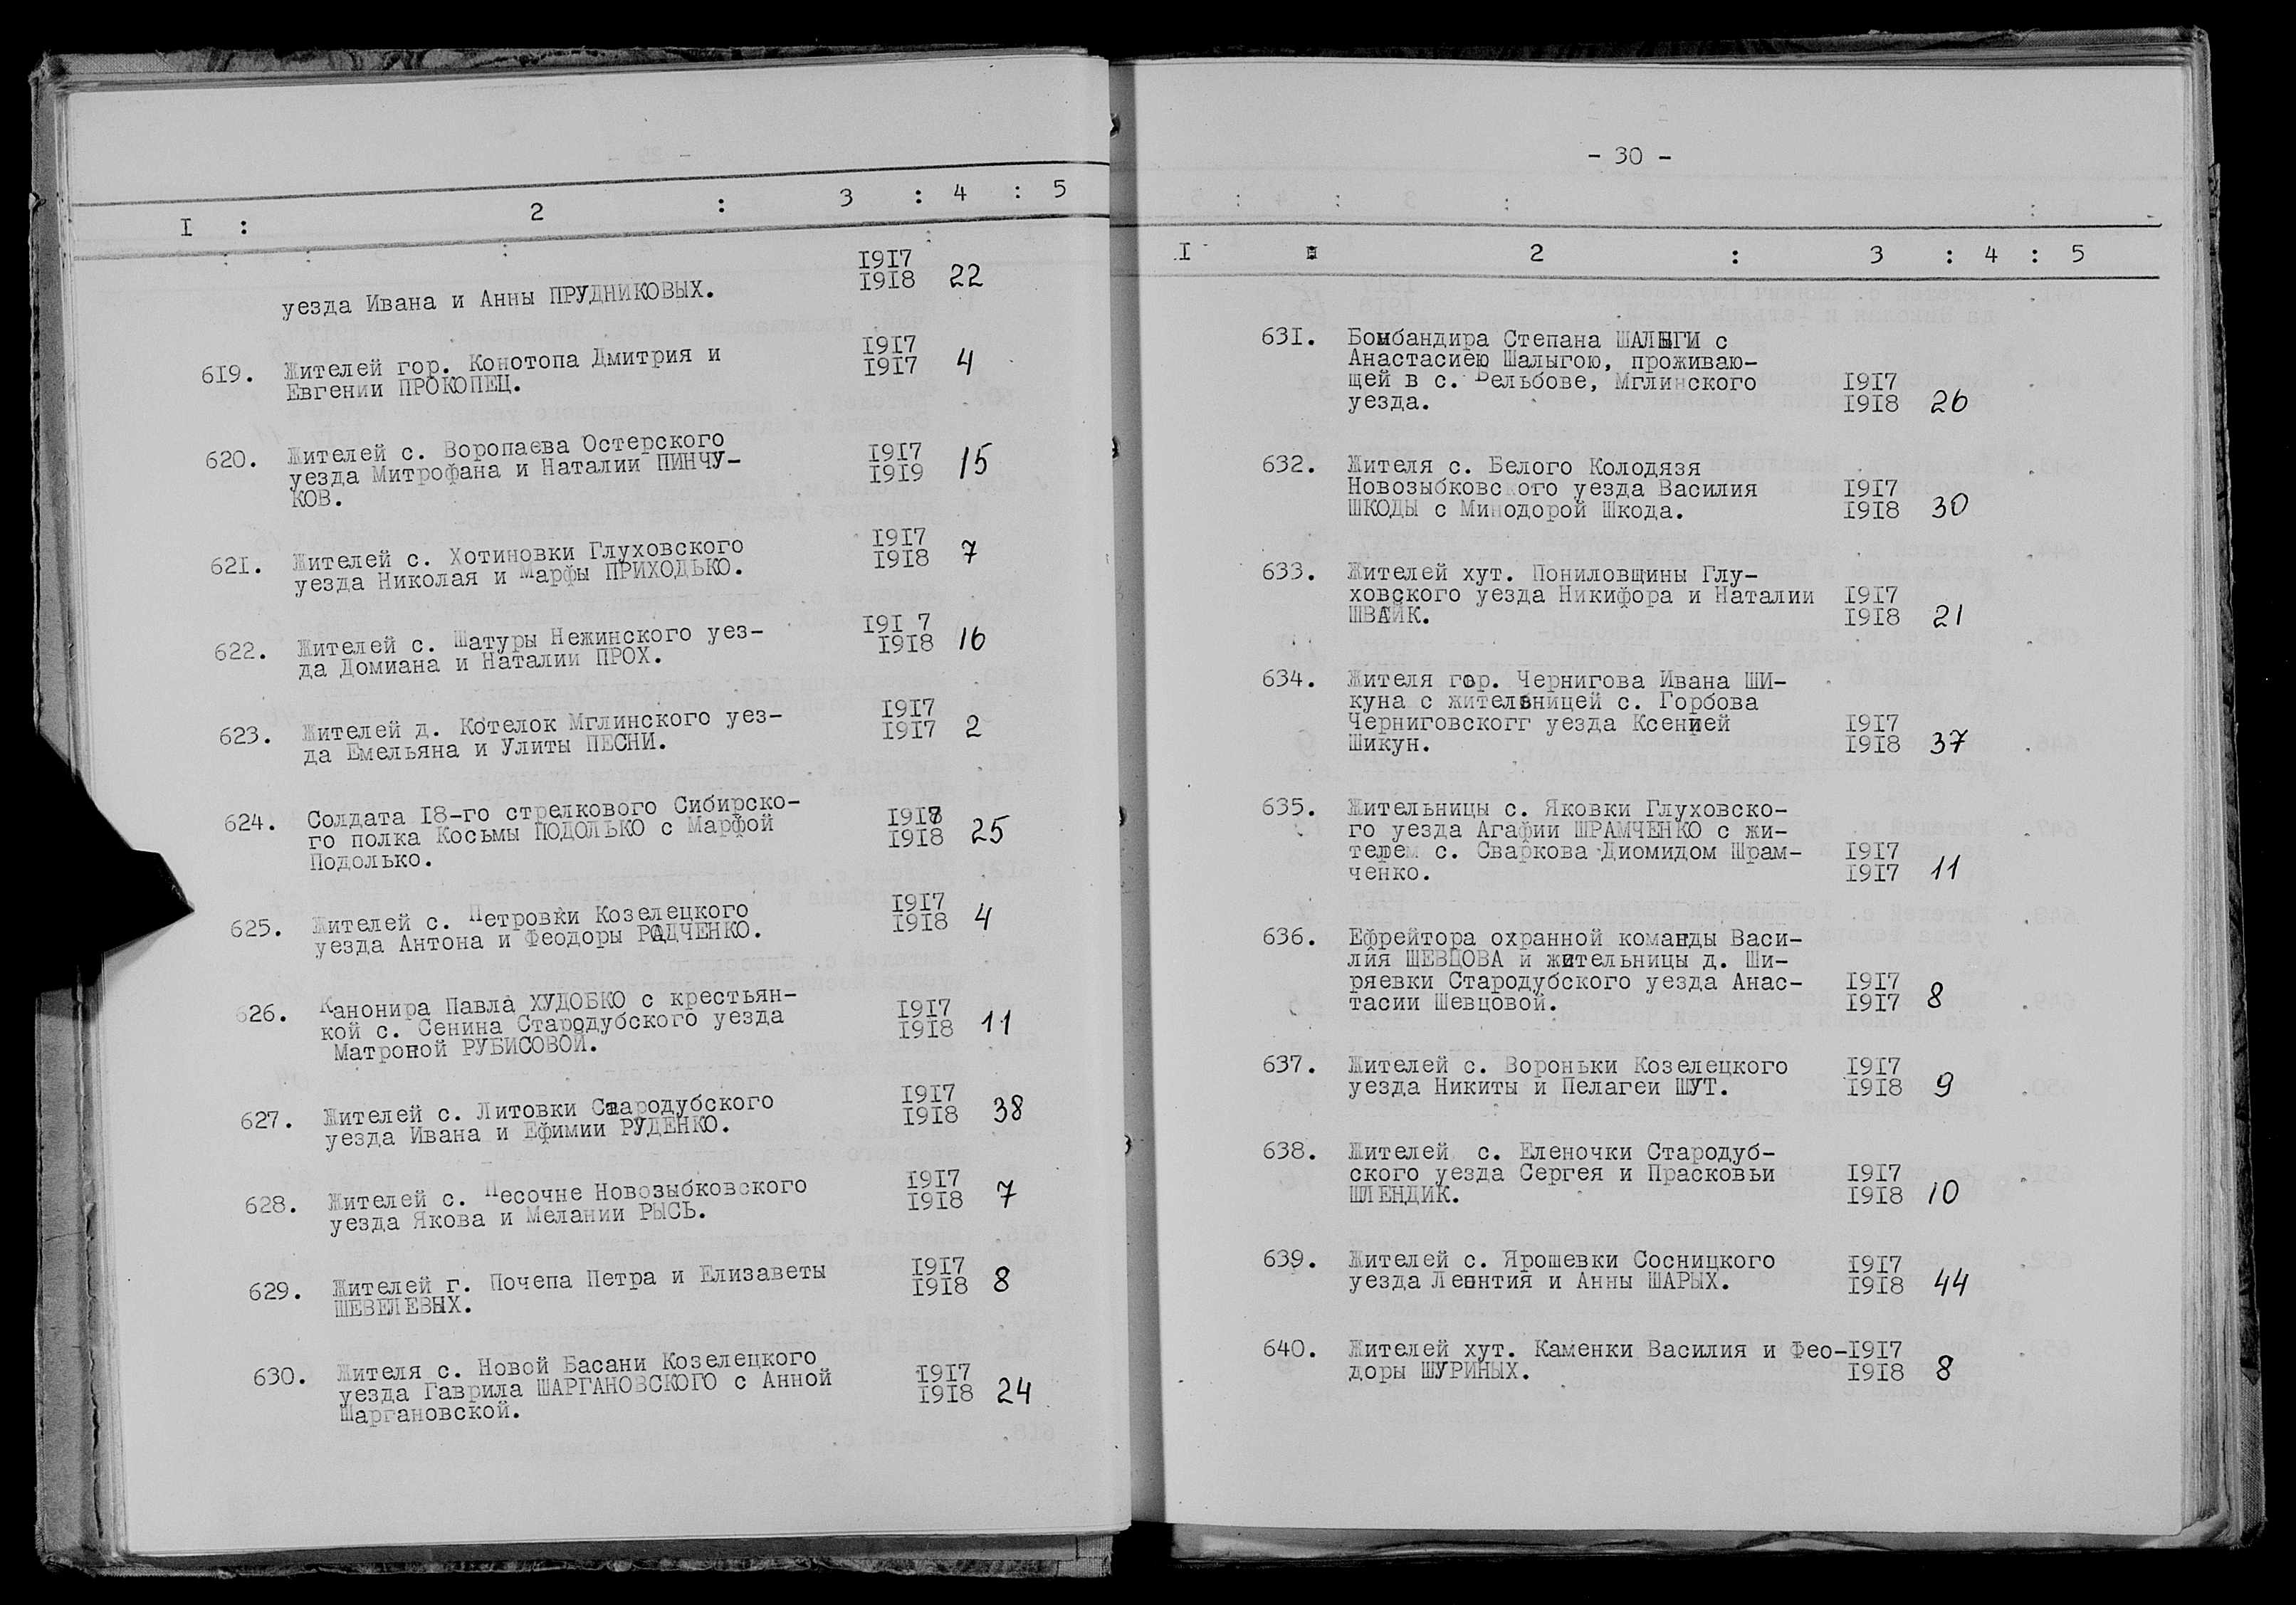 I : 2 : 3 : 4 : 5
уезда Ивана и Анны ПРУДНИКОВЫХ. 1917 1918 22
619. Жителей гор. Конотопа Дмитрия и 1917
Евгении ПРОКОПЕЦ. 1917 4
620. Жителей с. Воропаева Остерского 1917
уезда Митрофана и Наталии ПИНЧУ- 1919 15
КОВ.
621. Жителей с. Хотиновки Глуховского 1917
уезда Николая и Марфы ПРИХОДЬКО. 1918 7
622. Жителей с. Шатуры Нежинского уез- 191 7
да Домиана и Наталии ПРОХ. 1918 16
623. Жителей д. Котелок Мглинского уез- 1917
да Емельяна и Улиты ПЕСНИ. 1917 2
624. Солдата 18-го стрелкового Сибирско-
го полка Косьмы ПОДОЛЬКО с Марфой 1917
Подолько. 1918 25
625. Жителей с. Петровки Козелецкого 1917
уезда Антона и Феодоры РАДЧЕНКО. 1918 4
626. Канонира Павла ХУДОБКО с крестьян-
кой с. Сенина Стародубского уезда 1917
Матроной РУБИСОВОЙ. 1918 11
627. Жителей с. Литовки Стародубского 1917
уезда Ивана и Ефимии РУДЕНКО. 1918 38
628. Жителей с. Песочне Новозыбковского 1917
уезда Якова и Мелании РЫСЬ. 1918 7
629. Жителей г. Почепа Петра и Елизаветы 1917
ШЕВЕЛЕВЫХ. 1918 8
630. Жителя с. Новой Басани Козелецкого
уезда Гаврила ШАРГАНОВСКОГО с Анной 1917
Шаргановской. 1918 24
- 30 -
I 2 : 3 : 4 : 5
631. Бомбандира Степана ШАЛЫГИ с
Анастасиею Шалыгою, проживаю-
щей в с. Вельбове, Мглинского 1917
уезда. 1918 26
632. Жителя с. Белого Колодязя
Новозыбковского уезда Василия 1917
ШКОДЫ с Минодорой Шкода. 1918 30
633. Жителей хут. Пониловщины Глу-
ховского уезда Никифора и Наталии 1917
ШВАЙК. 1918 21
634. Жителя гор. Чернигова Ивана ШИ-
куна с жительницей с. Горбова
Черниговскогг уезда Ксенией 1917
Шикун. 1918 37
635. Жительницы с. Яковки Глуховско-
го уезда Агафии ШРАМЧЕНКО с жи-
телем с. Сваркова Диомидом Шрам- 1917
ченко. 1917 11
636. Ефрейтора охранной команды Васи-
лия ШЕВЦОВА и жительницы д. Ши-
ряевки Стародубского уезда Анас- 1917
тасии Шевцовой. 1917 8
637. Жителей с. Вороньки Козелецкого 1917
уезда Никиты и Пелагеи ШУТ. 1918 9
638. Жителей с. Еленочки Стародуб-
ского уезда Сергея и Прасковьи 1917
ШЛЕНДИК. 1918 10
639. Жителей с. Ярошевки Сосницкого 1917
уезда Леонтия и Анны ШАРЫХ. 1918 44
640. Жителей хут. Каменки Василия и Фео- 1917
доры ШУРИНЫХ. 1918 8